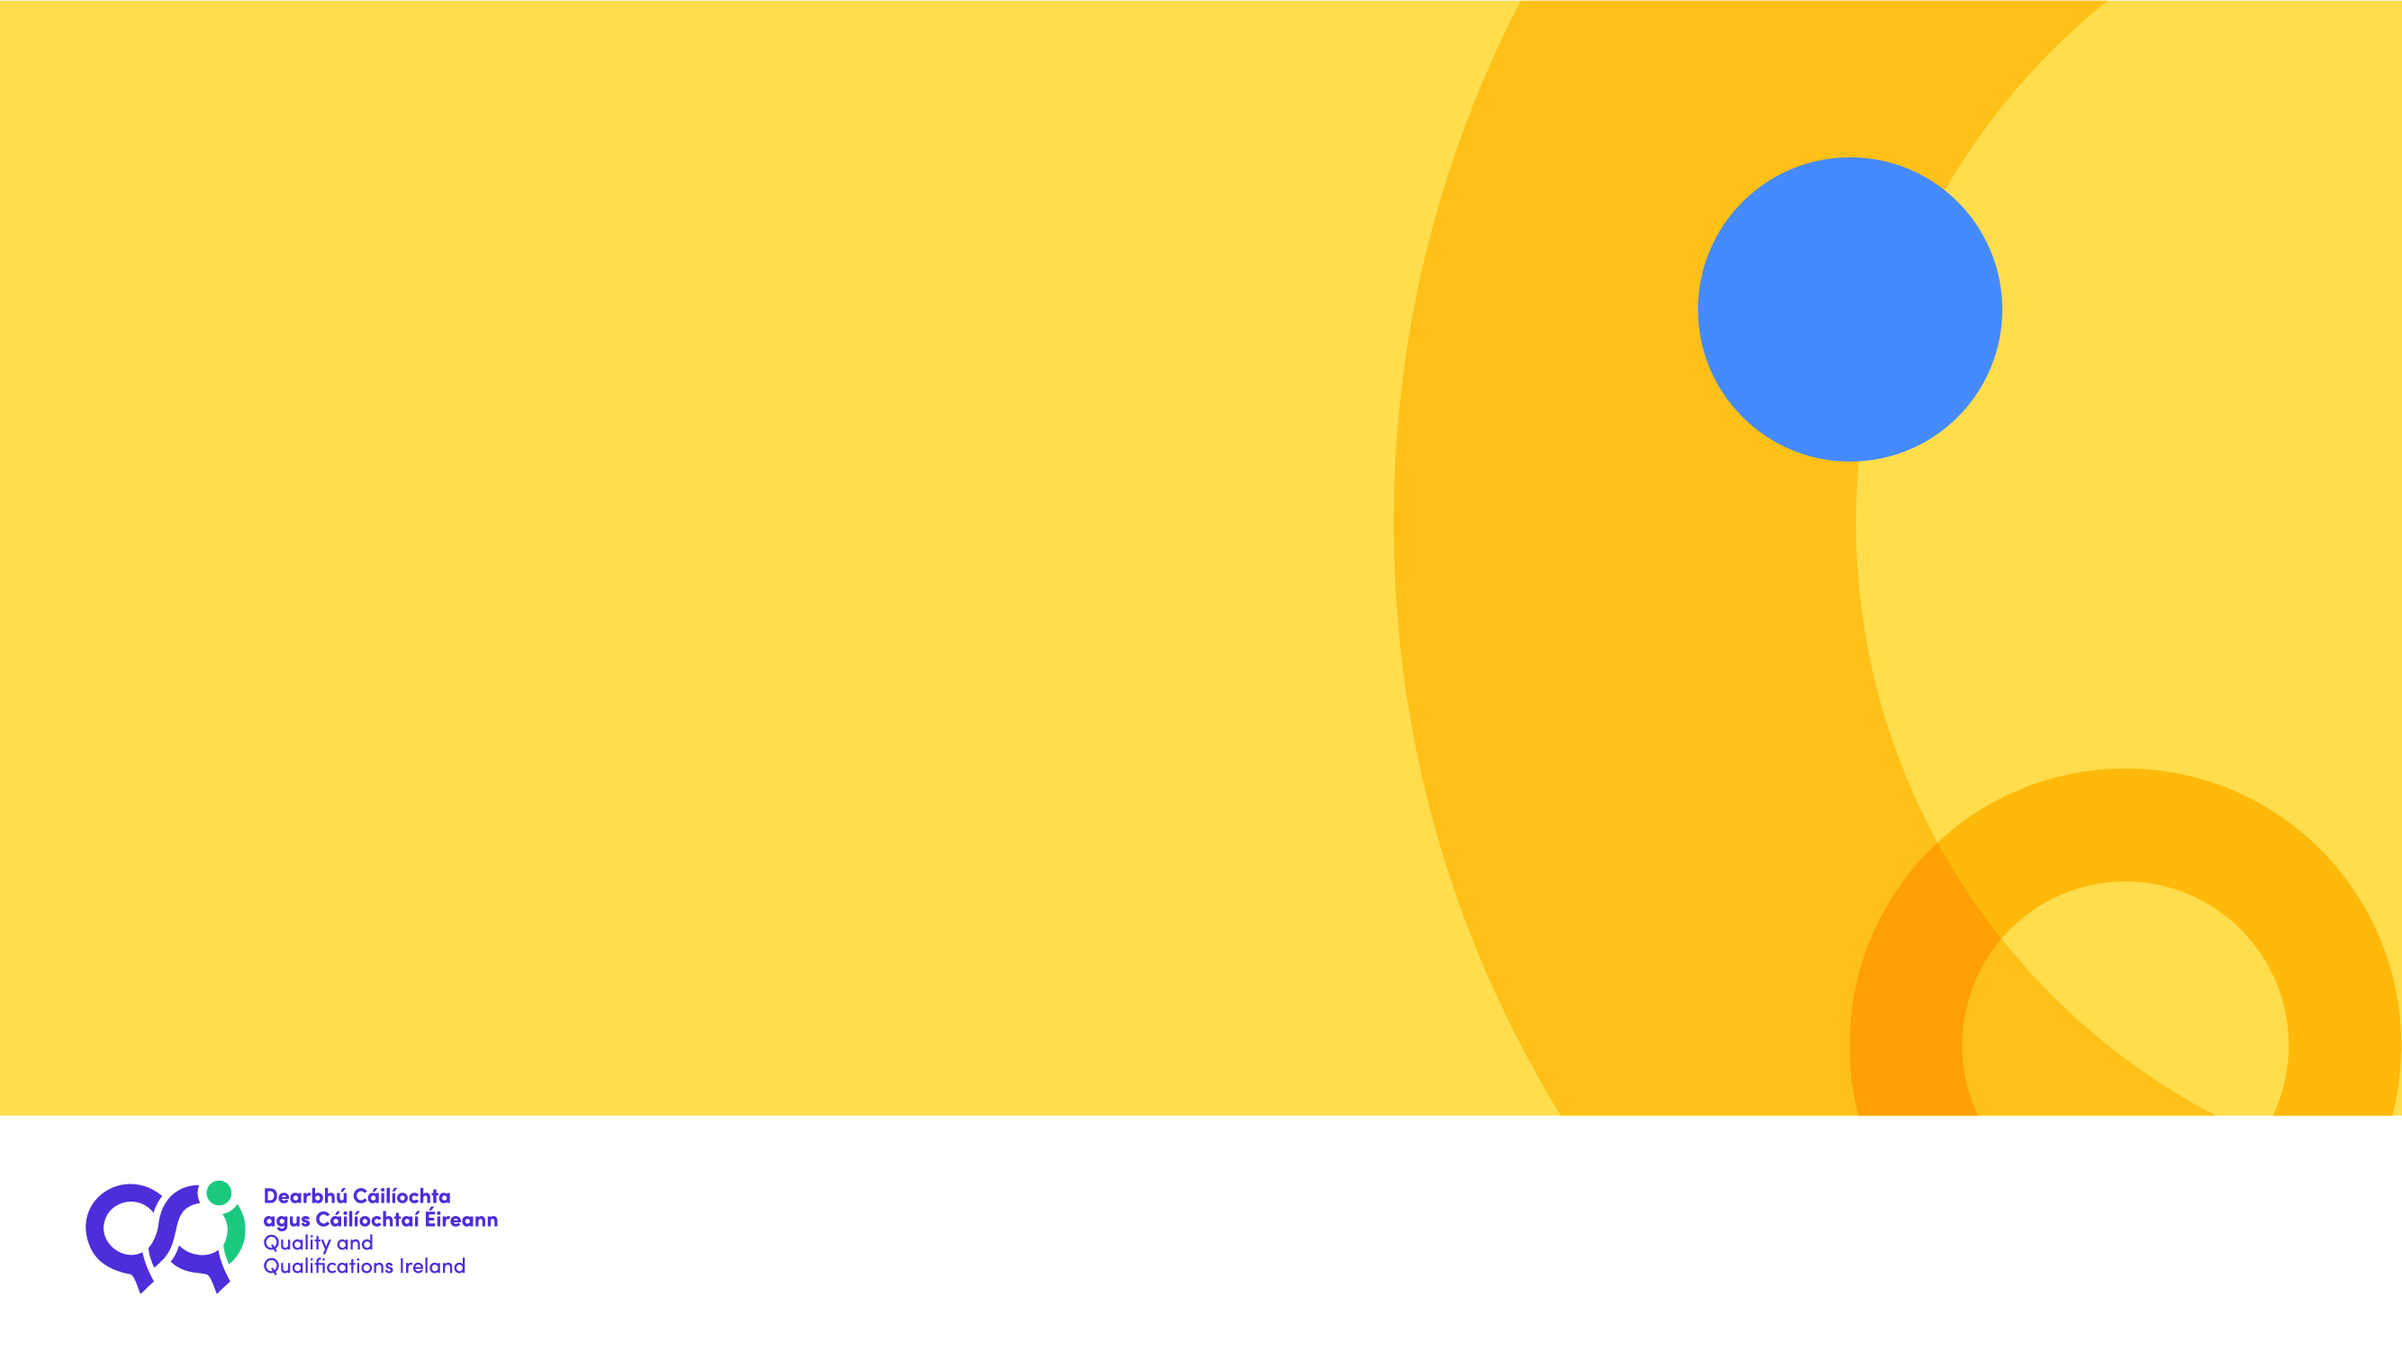 Dearbhú Cáilíochta
agus Cáilíochtaí Éireann
Quality and
Qualifications Ireland